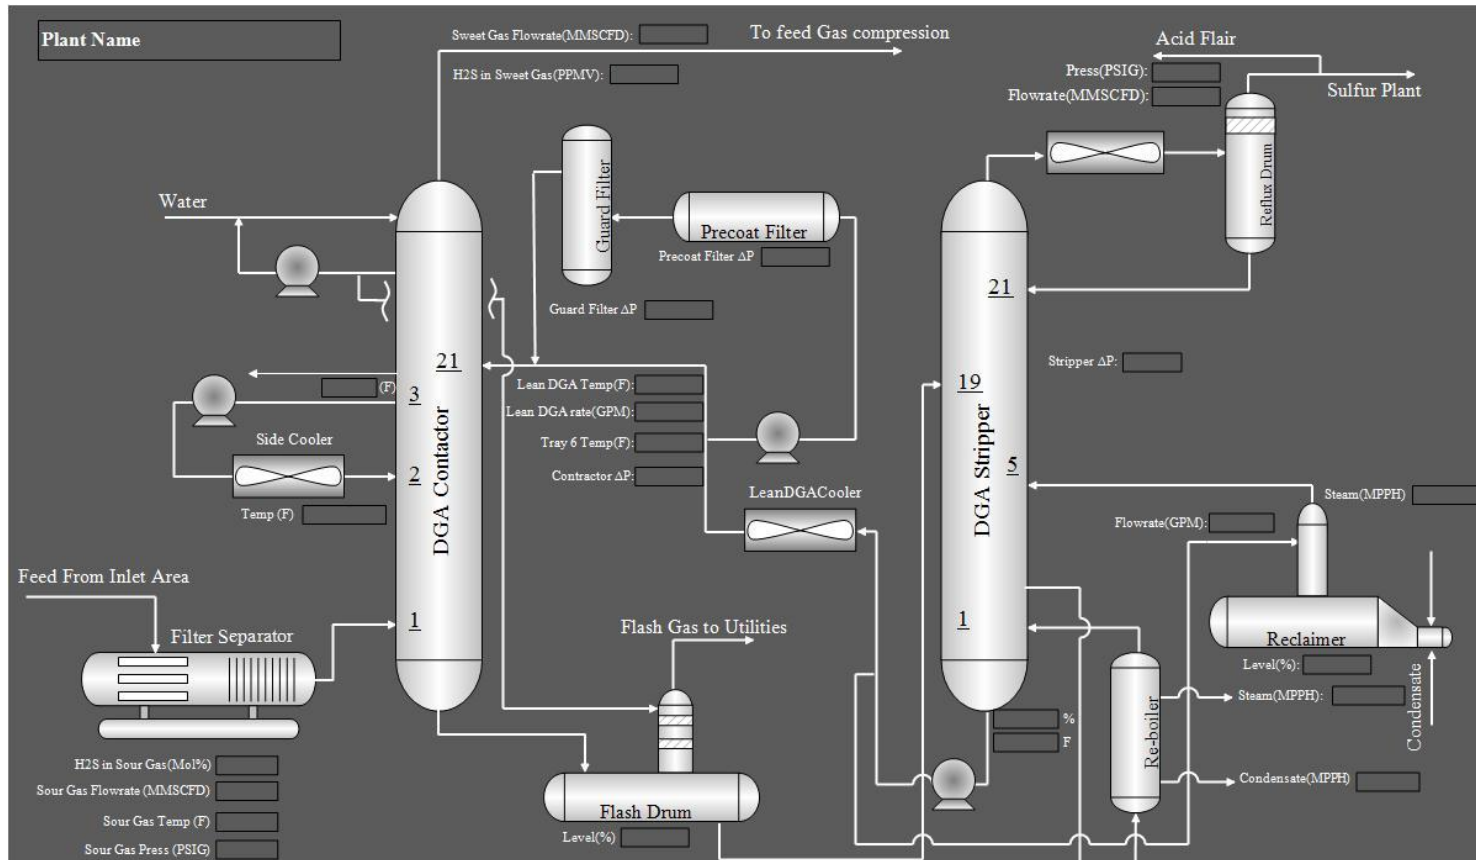 Plant Name
Sweet Gas Flowrate(MMSCFD):
To feed Gas compression
H2S in Sweet Gas(PPMV):
Acid Flair
Press(PSIG):
Flowrate(MMSCFD):
Sulfur Plant
Reflux Drum
Water
Guard Filter
Precoat Filter
Precoat Filter ΔP
Guard Filter ΔP
21
21
Stripper ΔP:
(F)
3
19
Lean DGA Temp(F):
Lean DGA rate(GPM):
Tray 6 Temp(F):
Contractor ΔP:
Side Cooler
2
Temp (F)
DGA Contactor
DGA Stripper
5
LeanDGACooler
Steam(MPPH)
Flowrate(GPM):
Feed From Inlet Area
1
1
Filter Separator
Flash Gas to Utilities
Reclaimer
Level(%):
Steam(MPPH):
Condensate
%
F
Re-boiler
Condensate(MPPH)
H2S in Sour Gas(Mol%)
Sour Gas Flowrate (MMSCFD)
Sour Gas Temp (F)
Sour Gas Press (PSIG)
Flash Drum
Level(%)